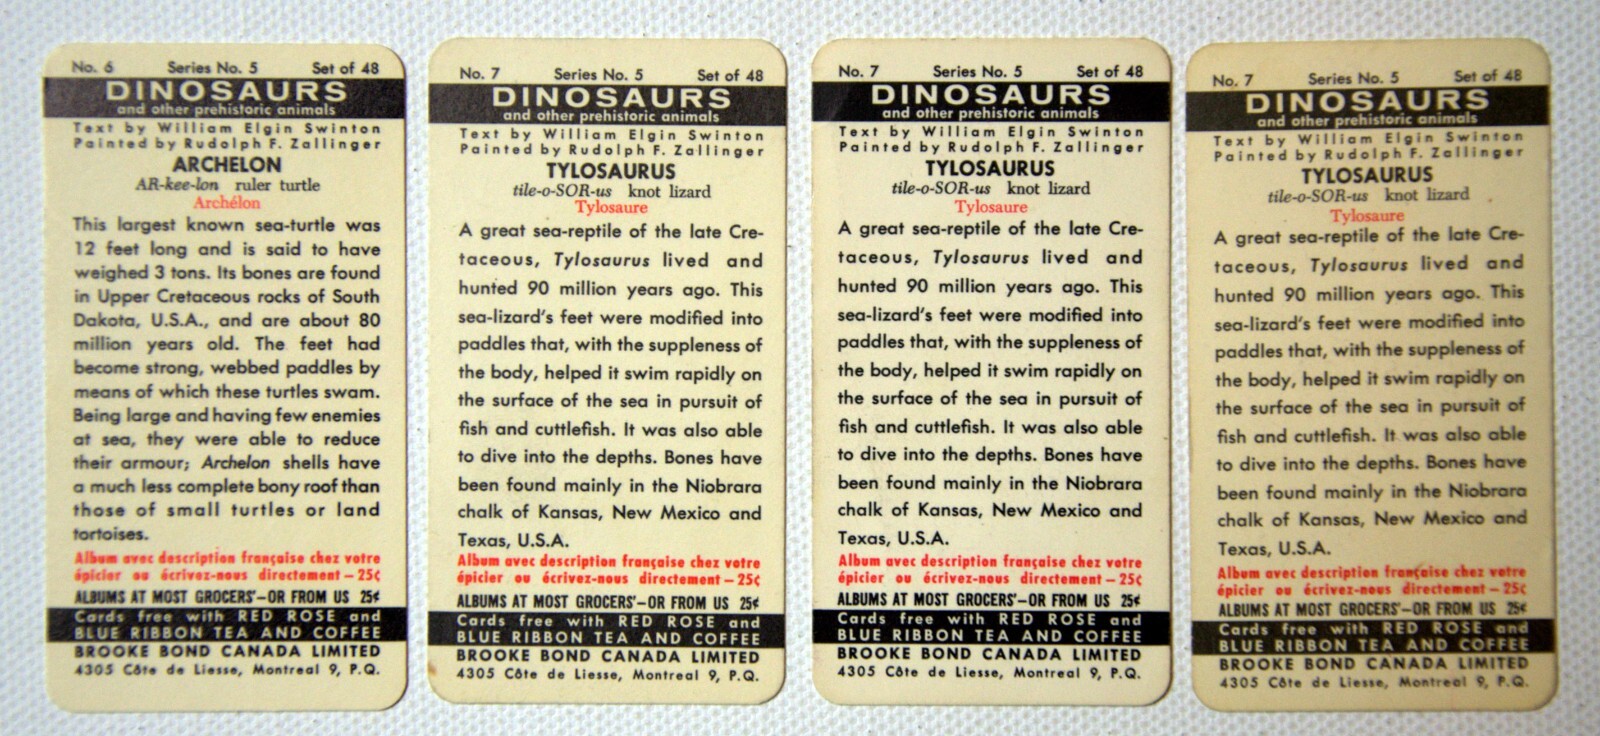 No. 6 Series No. 5 Set of 48
DINOSAURS
and other prehistoric animals
Text by William Elgin Swinton
Painted by Rudolph F. Zallinger
ARCHELON
AR-kee-lon ruler turtle
Archélon
This largest known sea-turtle was
12 feet long and is said to have
weighed 3 tons. Its bones are found
in Upper Cretaceous rocks of South
Dakota, U.S.A., and are about 80
million years old. The feet had
become strong, webbed paddles by
means of which these turtles swam.
Being large and having few enemies
at sea, they were able to reduce
their armour; Archelon shells have
a much less complete bony roof than
those of small turtles or land
tortoises.
Album avec description française chez votre
épicier ou écrivez-nous directement – 25¢
ALBUMS AT MOST GROCERS'–OR FROM US 25¢
Cards free with RED ROSE and
BLUE RIBBON TEA AND COFFEE
BROOKE BOND CANADA LIMITED
4305 Côte de Liesse, Montreal 9, P.Q.
No. 7 Series No. 5 Set of 48
DINOSAURS
and other prehistoric animals
Text by William Elgin Swinton
Painted by Rudolph F. Zallinger
TYLOSAURUS
tile-o-SOR-us knot lizard
Tylosaure
A great sea-reptile of the late Cre-
taceous, Tylosaurus lived and
hunted 90 million years ago. This
sea-lizard's feet were modified into
paddles that, with the suppleness of
the body, helped it swim rapidly on
the surface of the sea in pursuit of
fish and cuttlefish. It was also able
to dive into the depths. Bones have
been found mainly in the Niobrara
chalk of Kansas, New Mexico and
Texas, U.S.A.
Album avec description française chez votre
épicier ou écrivez-nous directement – 25¢
ALBUMS AT MOST GROCERS'–OR FROM US 25¢
Cards free with RED ROSE and
BLUE RIBBON TEA AND COFFEE
BROOKE BOND CANADA LIMITED
4305 Côte de Liesse, Montreal 9, P.Q.
No. 7 Series No. 5 Set of 48
DINOSAURS
and other prehistoric animals
Text by William Elgin Swinton
Painted by Rudolph F. Zallinger
TYLOSAURUS
tile-o-SOR-us knot lizard
Tylosaure
A great sea-reptile of the late Cre-
taceous, Tylosaurus lived and
hunted 90 million years ago. This
sea-lizard's feet were modified into
paddles that, with the suppleness of
the body, helped it swim rapidly on
the surface of the sea in pursuit of
fish and cuttlefish. It was also able
to dive into the depths. Bones have
been found mainly in the Niobrara
chalk of Kansas, New Mexico and
Texas, U.S.A.
Album avec description française chez votre
épicier ou écrivez-nous directement – 25¢
ALBUMS AT MOST GROCERS'–OR FROM US 25¢
Cards free with RED ROSE and
BLUE RIBBON TEA AND COFFEE
BROOKE BOND CANADA LIMITED
4305 Côte de Liesse, Montreal 9, P.Q.
No. 7 Series No. 5 Set of 48
DINOSAURS
and other prehistoric animals
Text by William Elgin Swinton
Painted by Rudolph F. Zallinger
TYLOSAURUS
tile-o-SOR-us knot lizard
Tylosaure
A great sea-reptile of the late Cre-
taceous, Tylosaurus lived and
hunted 90 million years ago. This
sea-lizard's feet were modified into
paddles that, with the suppleness of
the body, helped it swim rapidly on
the surface of the sea in pursuit of
fish and cuttlefish. It was also able
to dive into the depths. Bones have
been found mainly in the Niobrara
chalk of Kansas, New Mexico and
Texas, U.S.A.
Album avec description française chez votre
épicier ou écrivez-nous directement – 25¢
ALBUMS AT MOST GROCERS'–OR FROM US 25¢
Cards free with RED ROSE and
BLUE RIBBON TEA AND COFFEE
BROOKE BOND CANADA LIMITED
4305 Côte de Liesse, Montreal 9, P.Q.